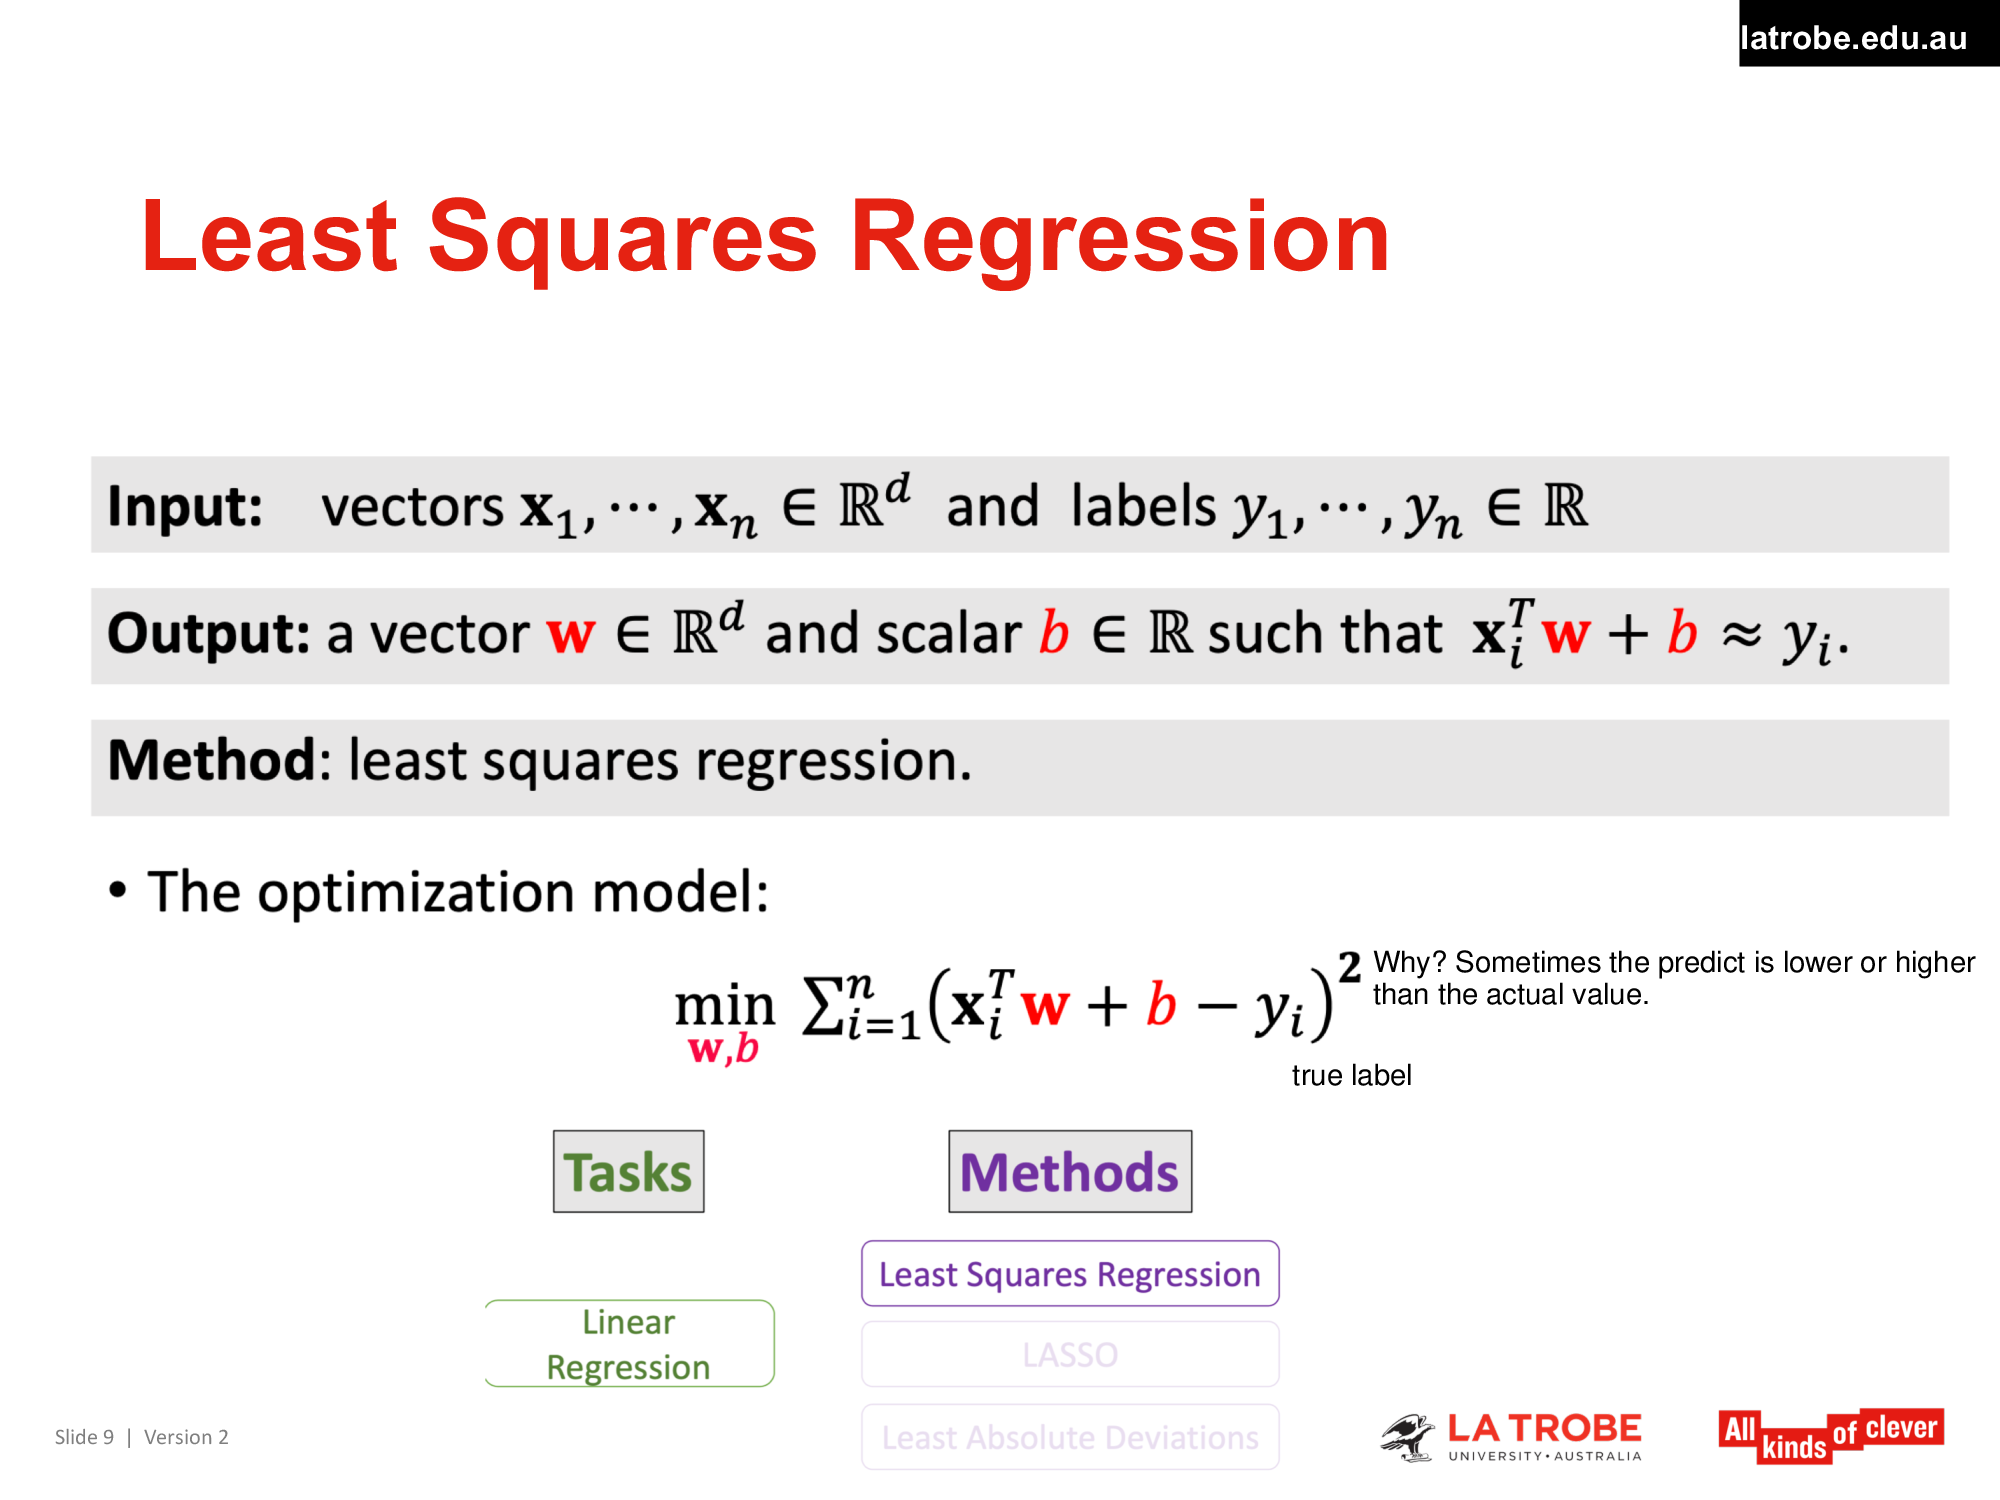 latrobe.edu.au
Least Squares Regression
Input: vectors 𝐱₁, ⋯ , 𝐱ₙ ∈ ℝᵈ and labels y₁, ⋯ , yₙ ∈ ℝ
Output: a vector 𝐰 ∈ ℝᵈ and scalar b ∈ ℝ such that 𝐱ᵢᵀ𝐰 + b ≈ yᵢ.
Method: least squares regression.
• The optimization model:
min_{𝐰,b} ∑ⁿᵢ₌₁(𝐱ᵢᵀ𝐰 + b − yᵢ)²
Why? Sometimes the predict is lower or higher
than the actual value.
true label
Tasks
Methods
Least Squares Regression
Linear
Regression
LASSO
Least Absolute Deviations
Slide 9 | Version 2
LA TROBE
UNIVERSITY • AUSTRALIA
All kinds of clever